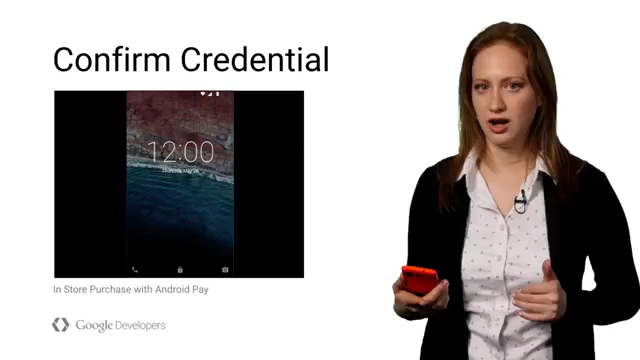 Confirm Credential
12:00
In Store Purchase with Android Pay
Google Developers